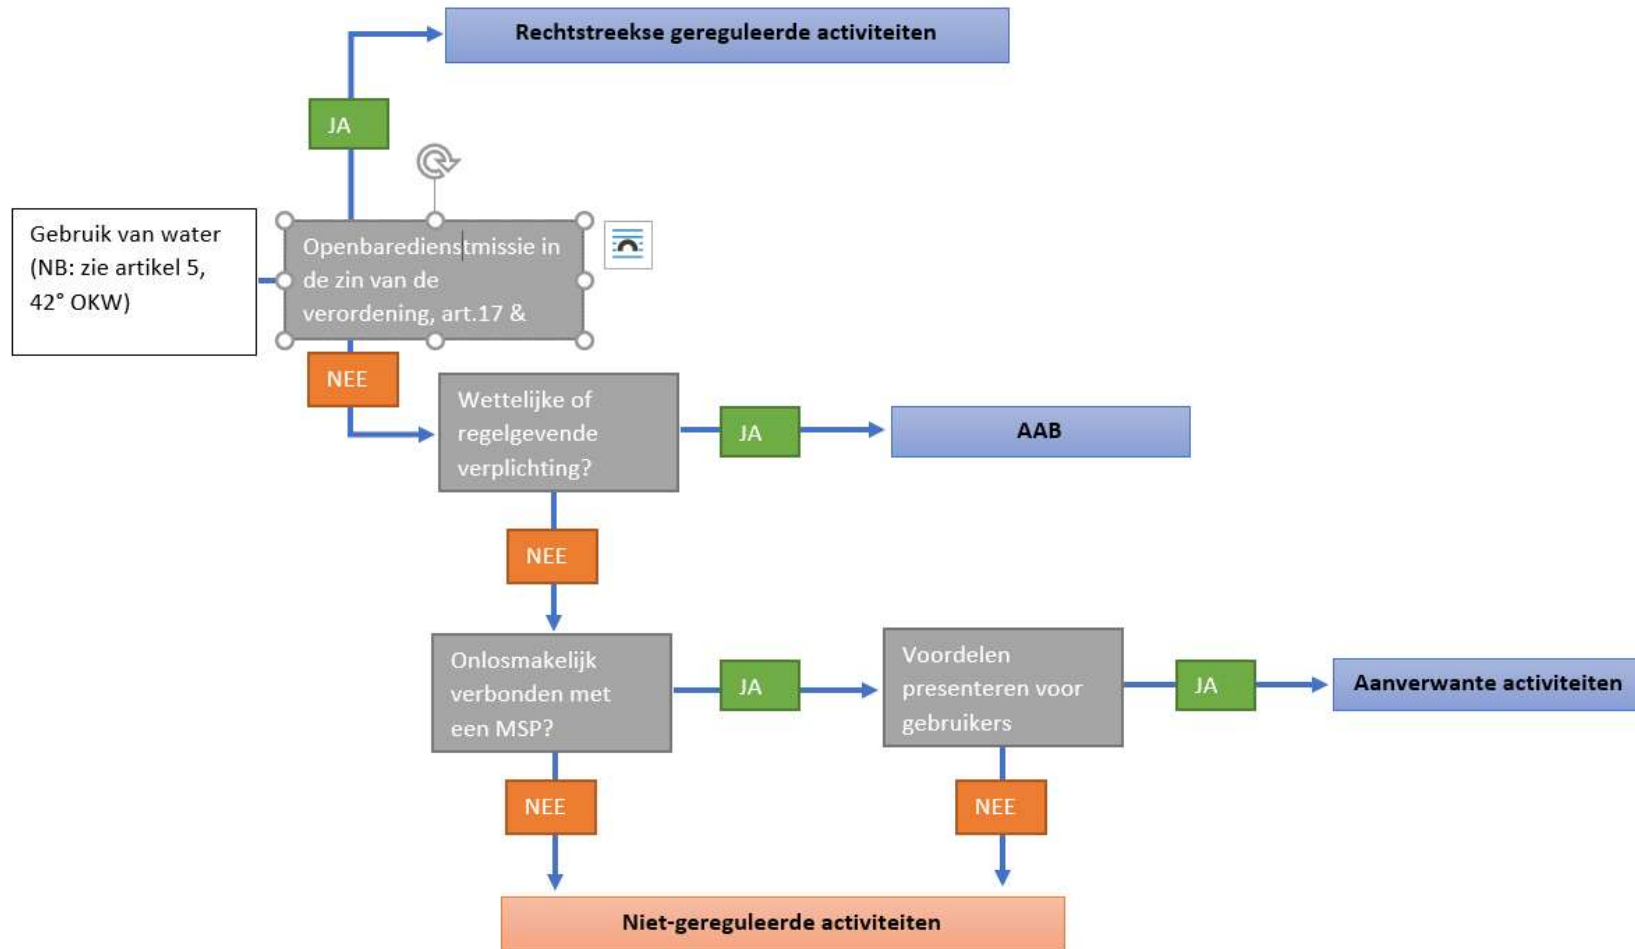 Rechtstreekse gereguleerde activiteiten
JA
Gebruik van water
(NB: zie artikel 5,
42° OKW)
Openbaredienstmissie in
de zin van de
verordening, art.17 &
NEE
Wettelijke of
regelgevende
verplichting?
JA
AAB
NEE
Onlosmakelijk
verbonden met
een MSP?
JA
Voordelen
presenteren voor
gebruikers
JA
Aanverwante activiteiten
NEE
NEE
Niet-gereguleerde activiteiten